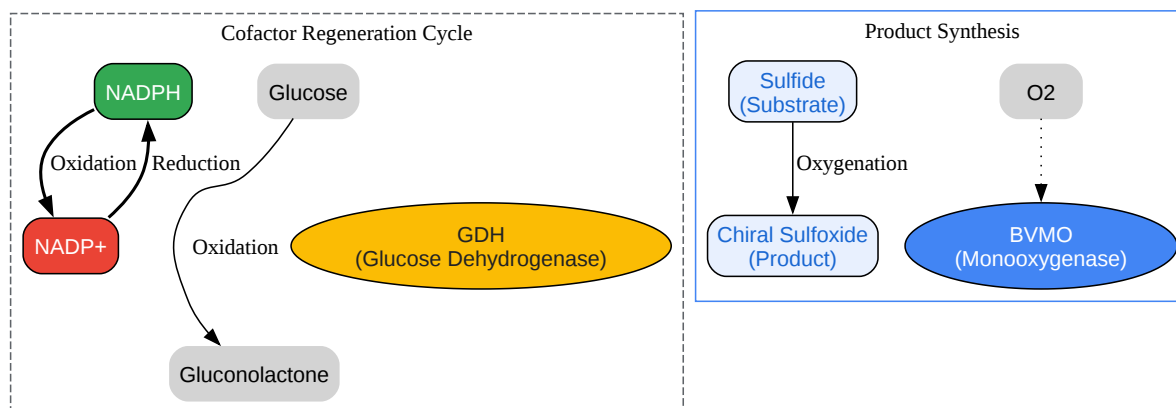 Cofactor Regeneration Cycle
NADPH
Glucose
Oxidation
Reduction
NADP+
Oxidation
GDH
(Glucose Dehydrogenase)
Gluconolactone
Product Synthesis
Sulfide
(Substrate)
O2
Oxygenation
Chiral Sulfoxide
(Product)
BVMO
(Monooxygenase)